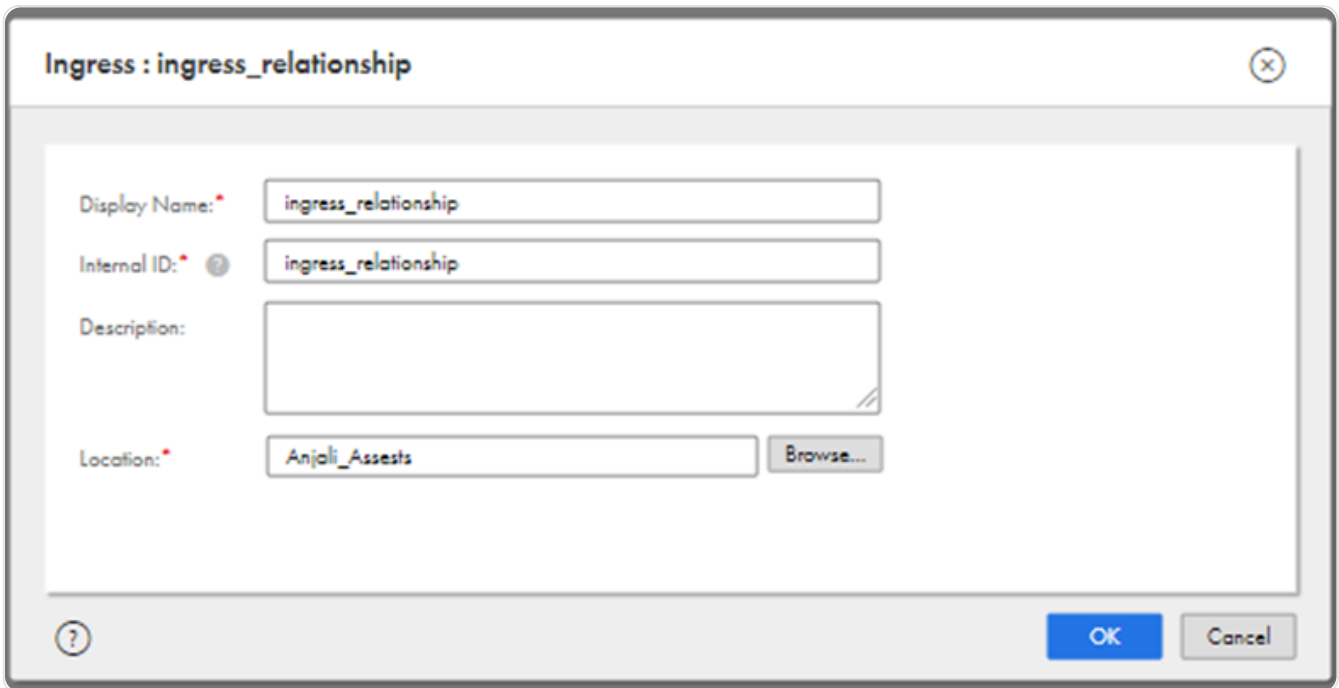 Ingress : ingress_relationship
Display Name:* ingress_relationship
Internal ID:* ? ingress_relationship
Description:
Location:* Anjali_Assests Browse...
? OK Cancel